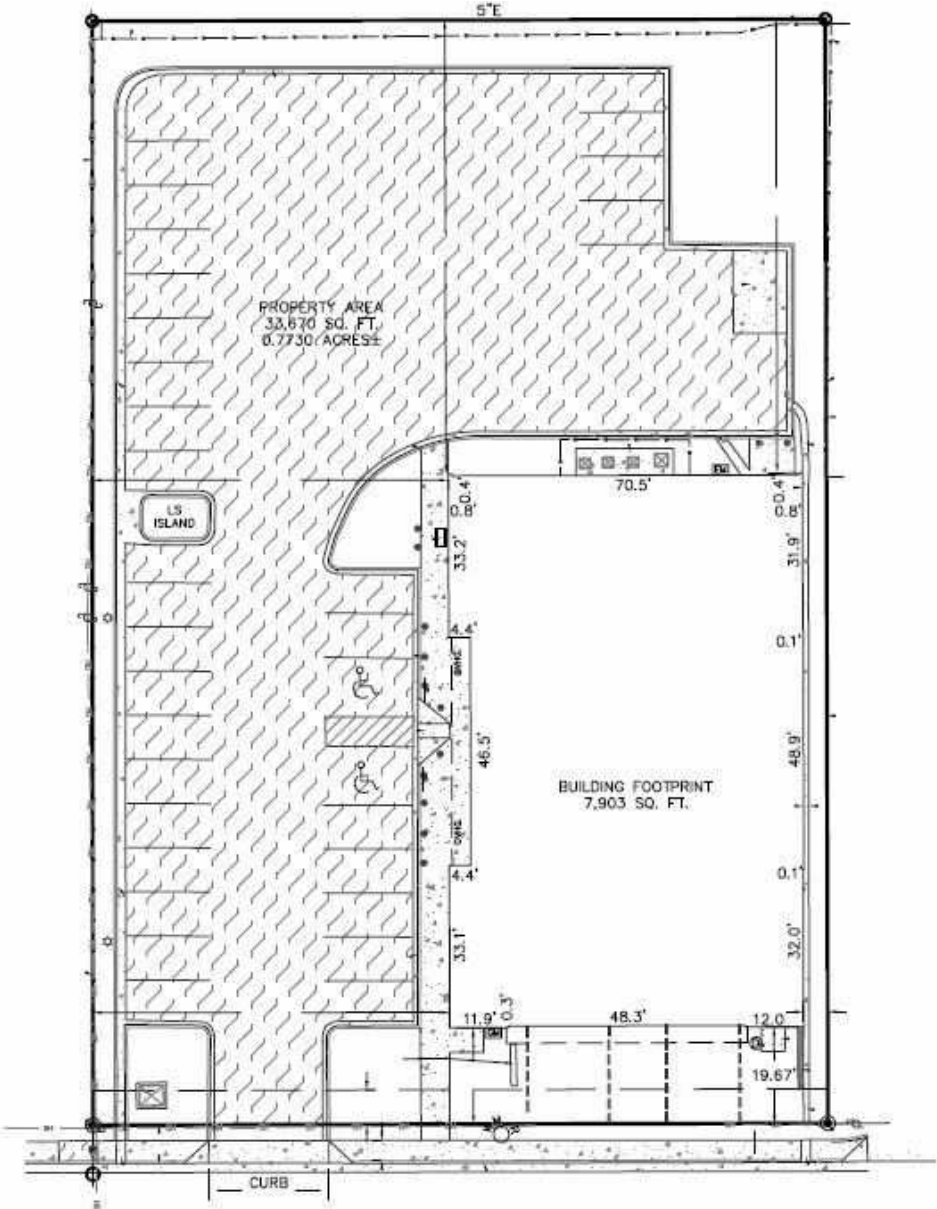 5"E
PROPERTY AREA
33,670 SQ. FT.
0.7730 ACRES±
LS
ISLAND
70.5'
0.4'
0.8'
0.4'
0.8'
33.2'
31.9'
4.4'
0.1'
46.5'
48.9'
BUILDING FOOTPRINT
7,903 SQ. FT.
4.4'
0.1'
33.1'
32.0'
11.9'
0.3'
48.3'
12.0
19.67'
CURB